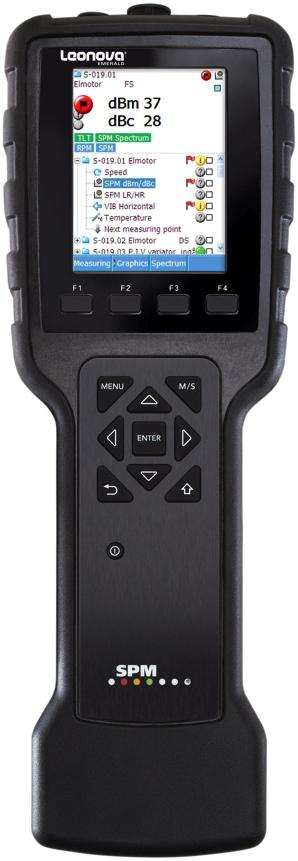 Leonova®
EMERALD
S-019.01
Elmotor FS
dBm 37
dBc 28
TLT SPM Spectrum
RPM SPM
S-019.01 Elmotor
Speed
SPM dBm/dBc
SPM LR/HR
VIB Horizontal
Temperature
Next measuring point
S-019.02 Elmotor DS
S-019.03 P.I.V variator
Measuring Graphics Spectrum
F1 F2 F3 F4
MENU M/S
ENTER
SPM